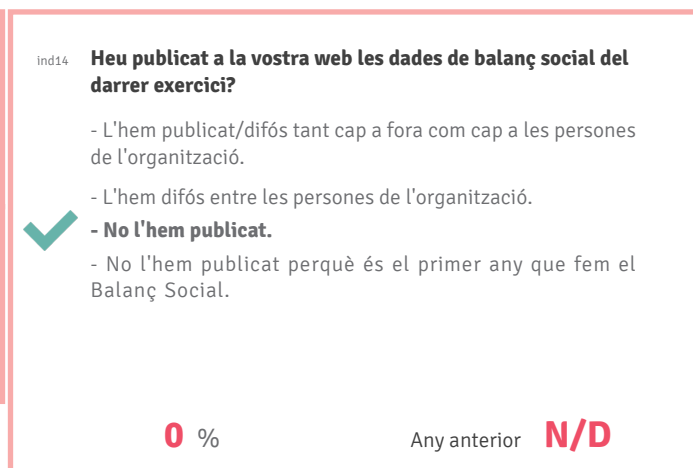 ind14 Heu publicat a la vostra web les dades de balanç social del
darrer exercici?
- L'hem publicat/difós tant cap a fora com cap a les persones
de l'organització.
- L'hem difós entre les persones de l'organització.
- No l'hem publicat.
- No l'hem publicat perquè és el primer any que fem el
Balanç Social.
0 % Any anterior N/D